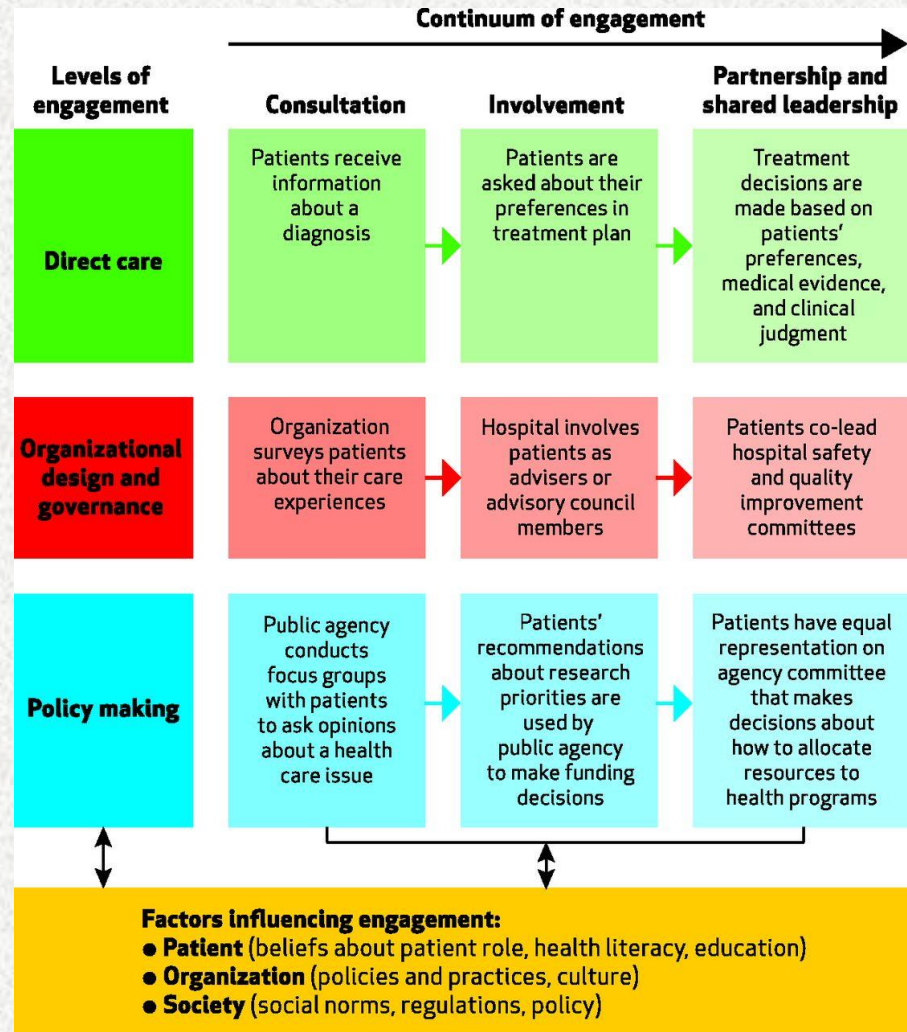 Continuum of engagement
Levels of
engagement
Consultation
Involvement
Partnership and
shared leadership
Direct care
Patients receive
information
about a
diagnosis
Patients are
asked about their
preferences in
treatment plan
Treatment
decisions are
made based on
patients'
preferences,
medical evidence,
and clinical
judgment
Organizational
design and
governance
Organization
surveys patients
about their care
experiences
Hospital involves
patients as
advisers or
advisory council
members
Patients co-lead
hospital safety
and quality
improvement
committees
Policy making
Public agency
conducts
focus groups
with patients
to ask opinions
about a health
care issue
Patients'
recommendations
about research
priorities are
used by
public agency
to make funding
decisions
Patients have equal
representation on
agency committee
that makes
decisions about
how to allocate
resources to
health programs
Factors influencing engagement:
● Patient (beliefs about patient role, health literacy, education)
● Organization (policies and practices, culture)
● Society (social norms, regulations, policy)